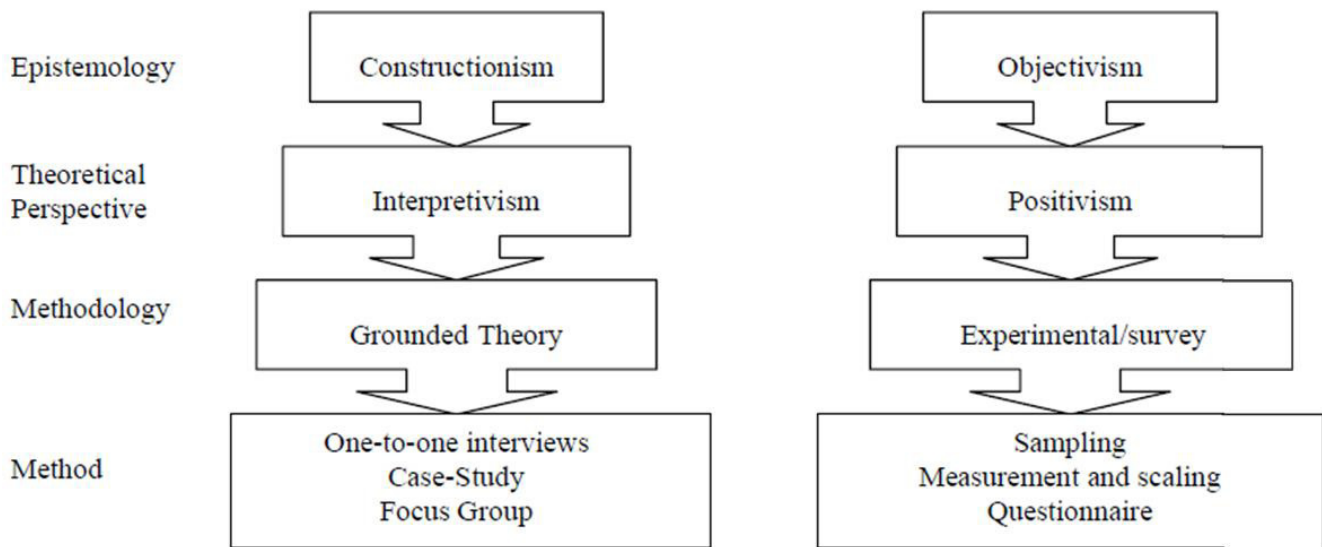 Epistemology
Constructionism
Objectivism
Theoretical
Perspective
Interpretivism
Positivism
Methodology
Grounded Theory
Experimental/survey
Method
One-to-one interviews
Case-Study
Focus Group
Sampling
Measurement and scaling
Questionnaire